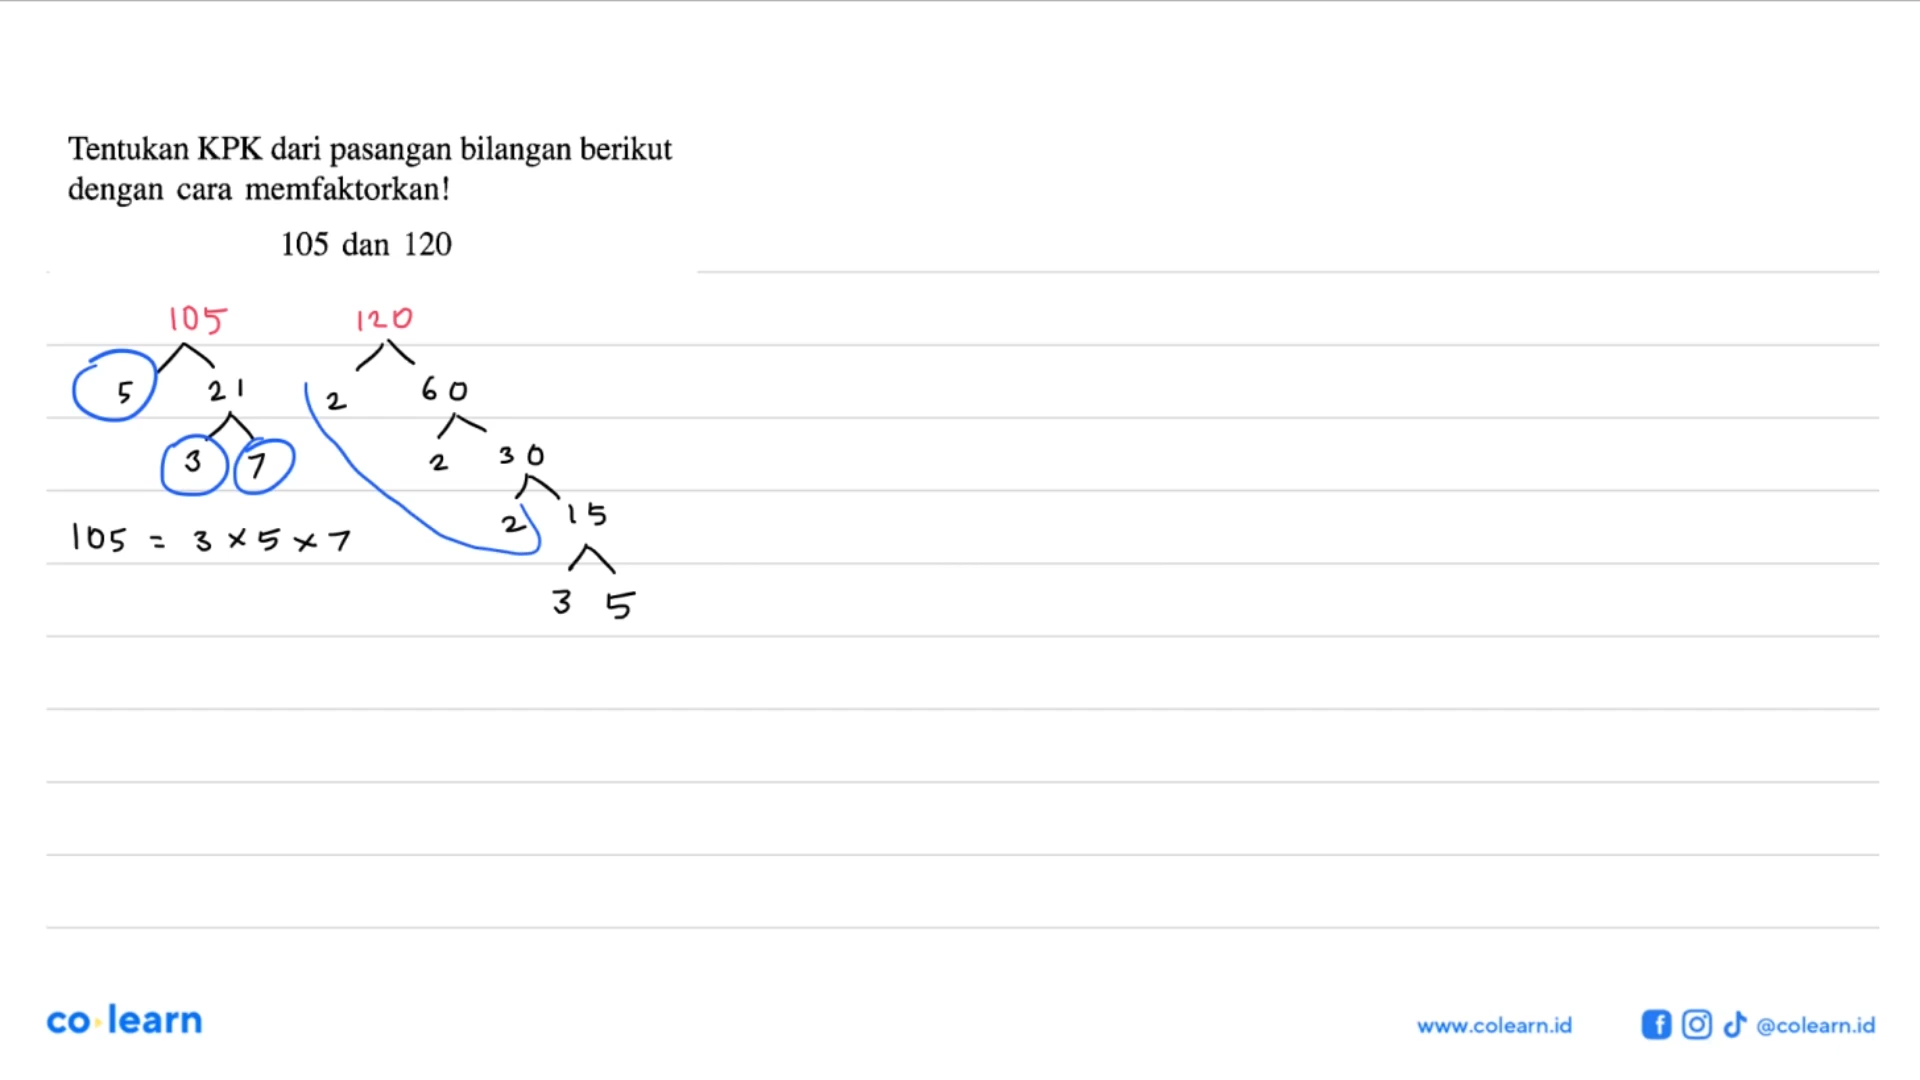 Tentukan KPK dari pasangan bilangan berikut
dengan cara memfaktorkan!
105 dan 120
105 120
5 21 2 60
3 7 2 30
2 15
105 = 3 × 5 × 7
3 5
co learn
www.colearn.id @colearn.id